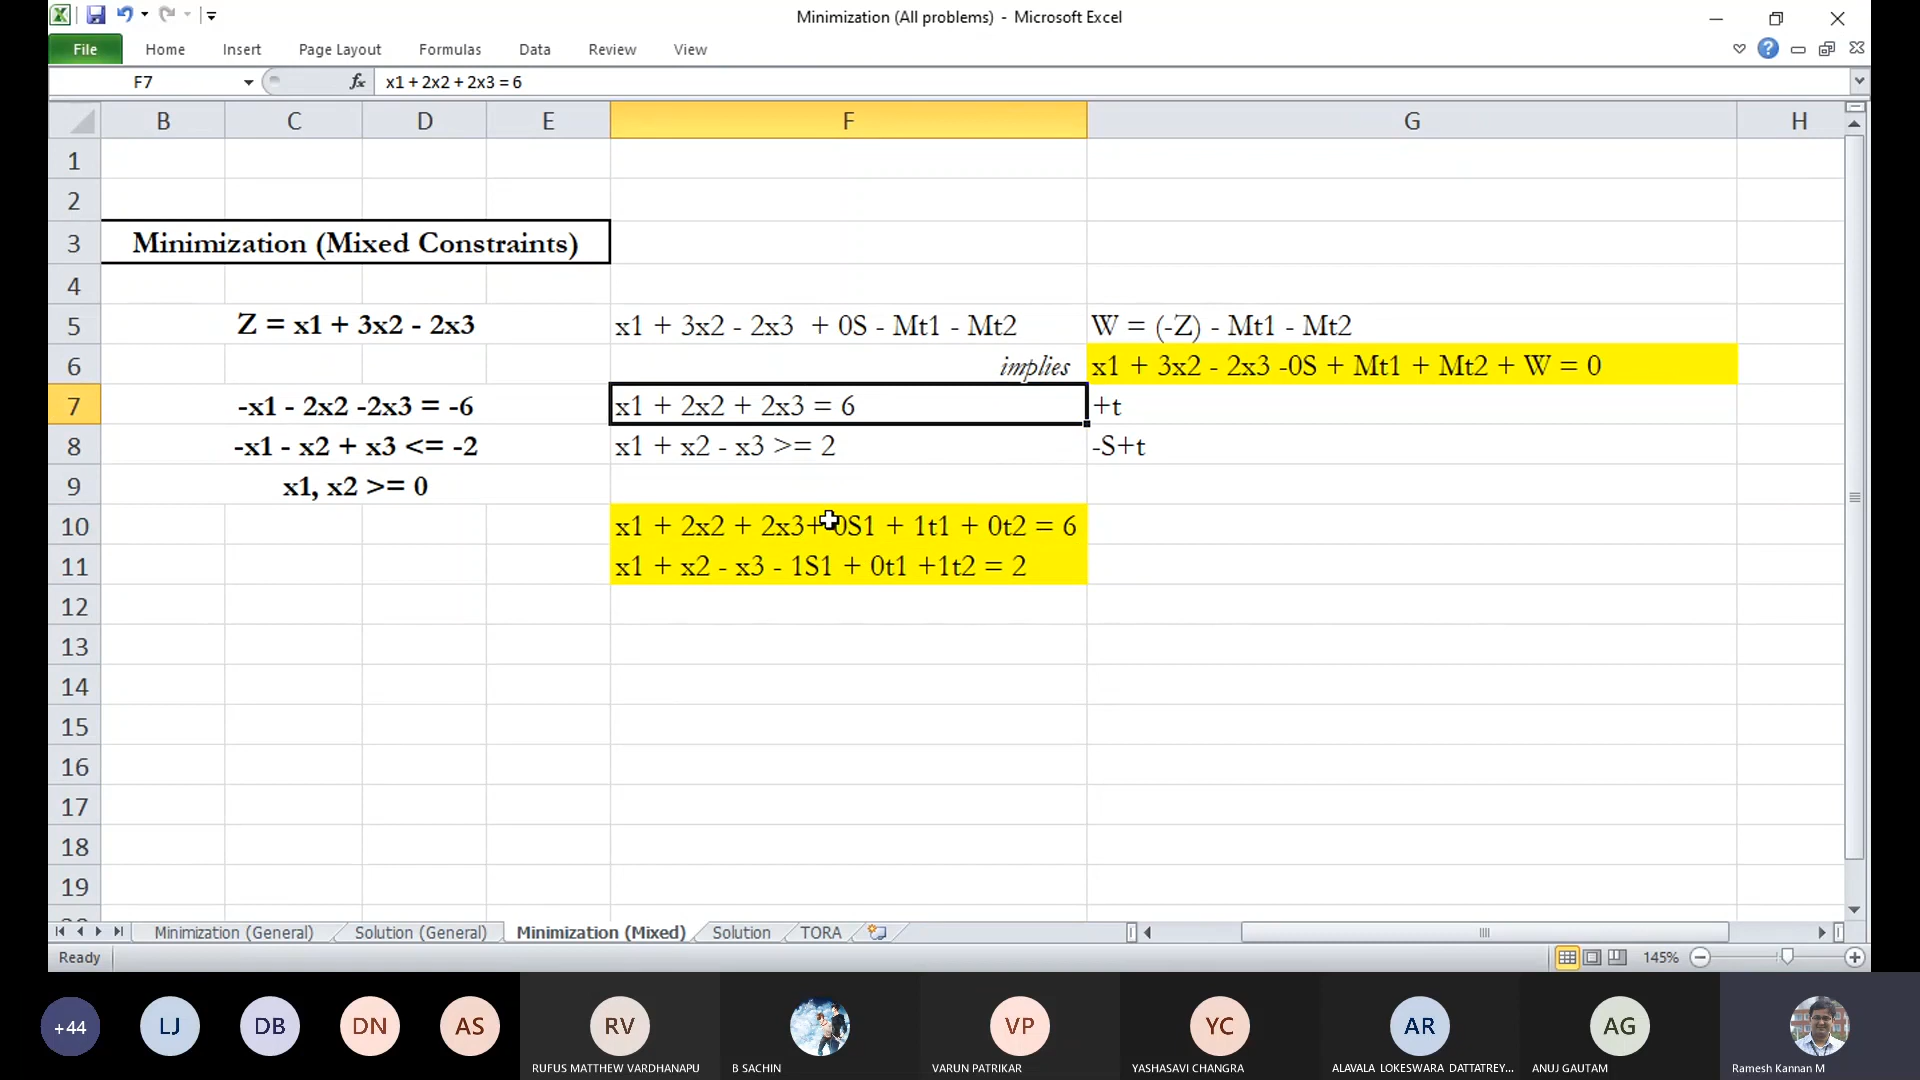 Minimization (All problems) - Microsoft Excel
File Home Insert Page Layout Formulas Data Review View
F7 fx x1 + 2x2 + 2x3 = 6
B C D E F G H
1
2
3 Minimization (Mixed Constraints)
4
5 Z = x1 + 3x2 - 2x3 x1 + 3x2 - 2x3 + 0S - Mt1 - Mt2 W = (-Z) - Mt1 - Mt2
6 implies x1 + 3x2 - 2x3 -0S + Mt1 + Mt2 + W = 0
7 -x1 - 2x2 -2x3 = -6 x1 + 2x2 + 2x3 = 6 +t
8 -x1 - x2 + x3 <= -2 x1 + x2 - x3 >= 2 -S+t
9 x1, x2 >= 0
10 x1 + 2x2 + 2x3+ 0S1 + 1t1 + 0t2 = 6
11 x1 + x2 - x3 - 1S1 + 0t1 +1t2 = 2
12
13
14
15
16
17
18
19
Minimization (General) Solution (General) Minimization (Mixed) Solution TORA
Ready 145%
+44 LJ DB DN AS RV VP YC AR AG
RUFUS MATTHEW VARDHANAPU B SACHIN VARUN PATRIKAR YASHASAVI CHANGRA ALAVALA LOKESWARA DATTATREY... ANUJ GAUTAM Ramesh Kannan M